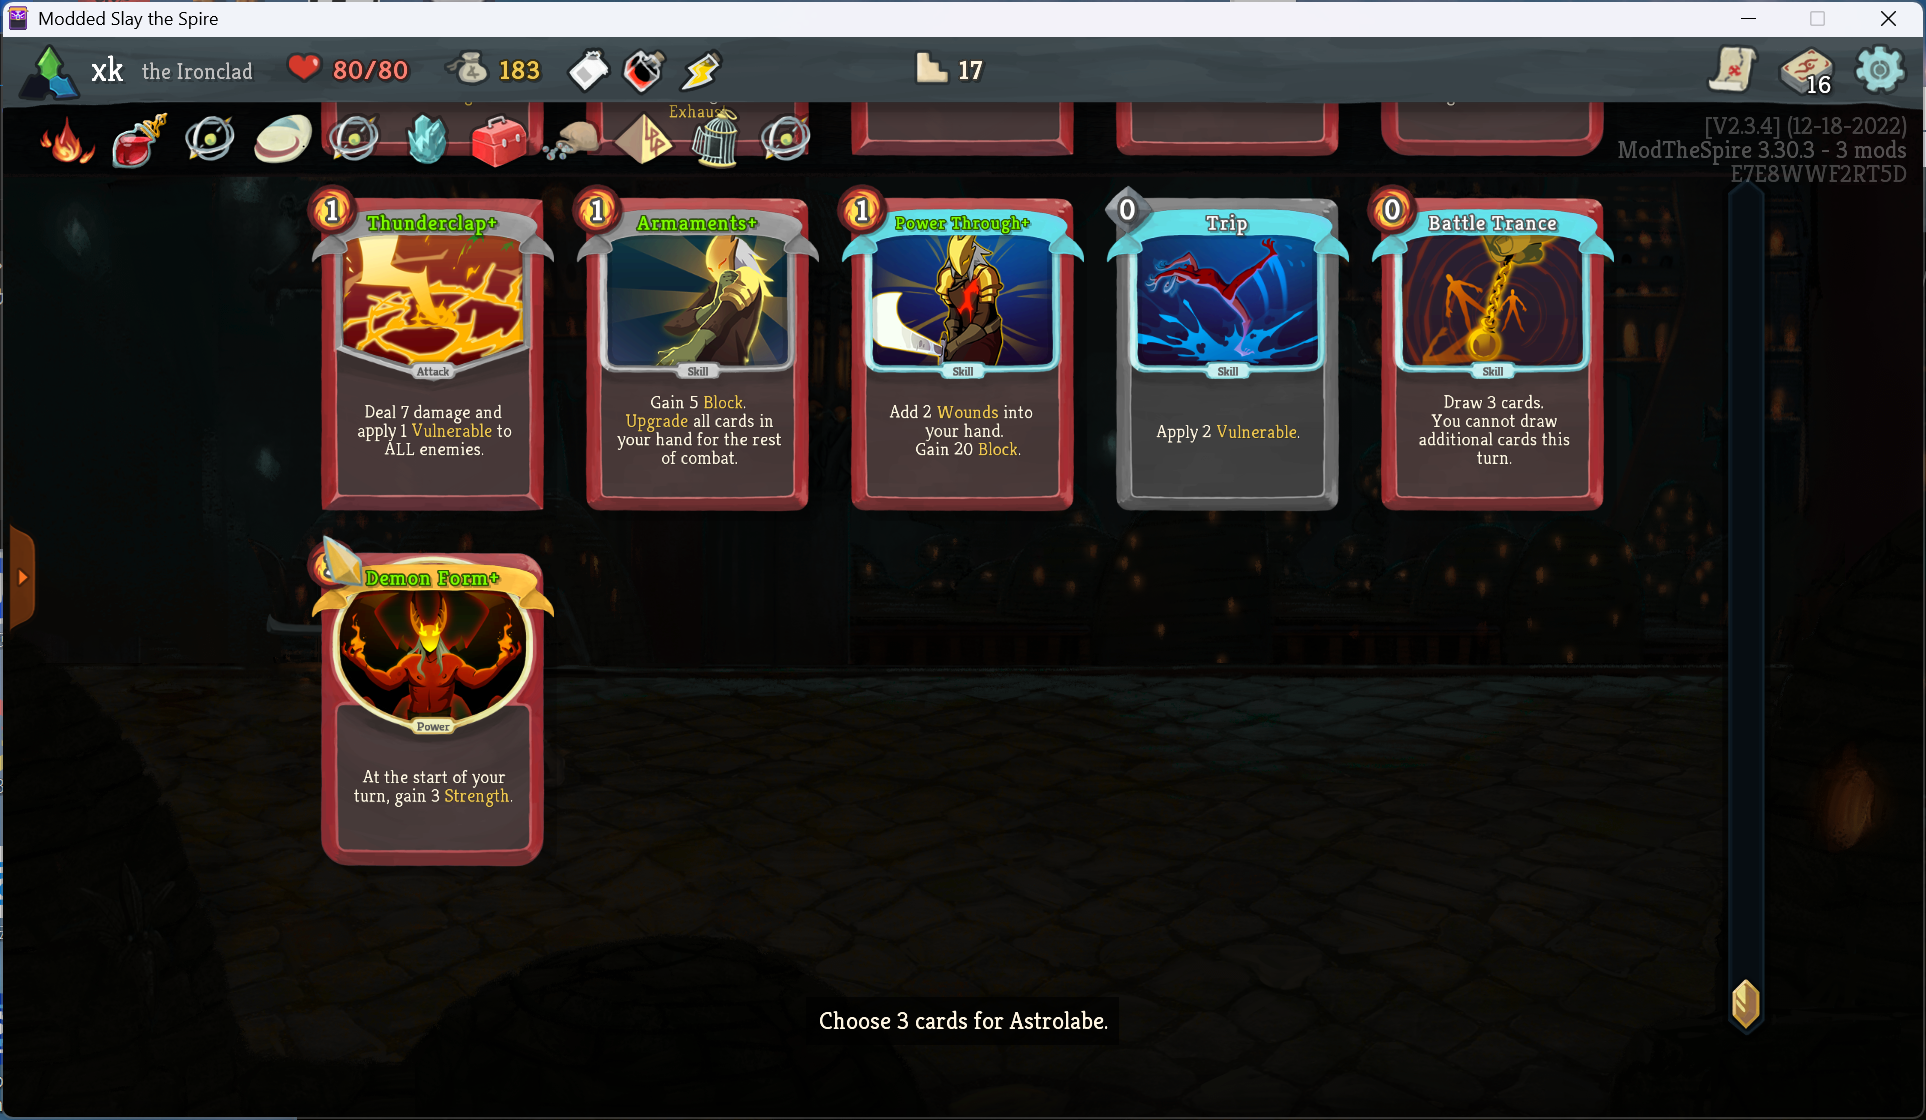 Modded Slay the Spire
xk the Ironclad 80/80 183 17 16
Exhaust
[V2.3.4] (12-18-2022)
ModTheSpire 3.30.3 - 3 mods
E7E8WWF2RT5D
1
Thunderclap+
Attack
Deal 7 damage and
apply 1 Vulnerable to
ALL enemies.
1
Armaments+
Skill
Gain 5 Block.
Upgrade all cards in
your hand for the rest
of combat.
1
Power Through+
Skill
Add 2 Wounds into
your hand.
Gain 20 Block.
0
Trip
Skill
Apply 2 Vulnerable.
0
Battle Trance
Skill
Draw 3 cards.
You cannot draw
additional cards this
turn.
Demon Form+
Power
At the start of your
turn, gain 3 Strength.
Choose 3 cards for Astrolabe.